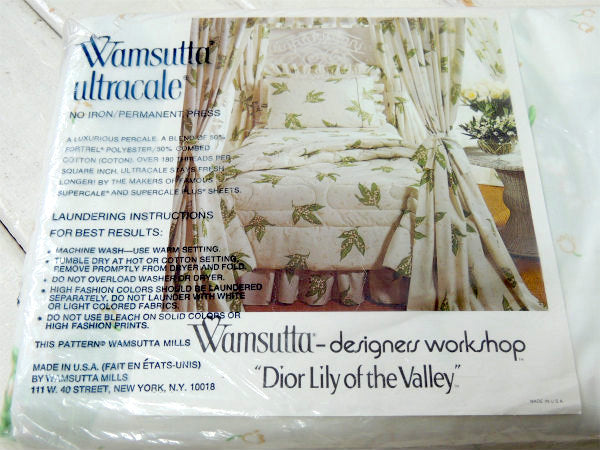 Wamsutta®
ultracale®
NO IRON/PERMANENT PRESS
A LUXURIOUS PERCALE. A BLEND OF 50%
FORTREL® POLYESTER/50% COMBED
COTTON (COTON). OVER 180 THREADS PER
SQUARE INCH. ULTRACALE STAYS FRESH
LONGER! BY THE MAKERS OF FAMOUS
SUPERCALE® AND SUPERCALE PLUS® SHEETS.
LAUNDERING INSTRUCTIONS
FOR BEST RESULTS:
• MACHINE WASH—USE WARM SETTING.
• TUMBLE DRY AT HOT OR COTTON SETTING.
REMOVE PROMPTLY FROM DRYER AND FOLD.
• DO NOT OVERLOAD WASHER OR DRYER.
• HIGH FASHION COLORS SHOULD BE LAUNDERED
SEPARATELY. DO NOT LAUNDER WITH WHITE
OR LIGHT COLORED FABRICS.
• DO NOT USE BLEACH ON SOLID COLORS OR
HIGH FASHION PRINTS.
THIS PATTERN® WAMSUTTA MILLS
MADE IN U.S.A. (FAIT EN ÉTATS-UNIS)
BY WAMSUTTA MILLS
111 W. 40 STREET, NEW YORK, N.Y. 10018
Wamsutta® – designers workshop™
"Dior Lily of the Valley"™
MADE IN U.S.A.